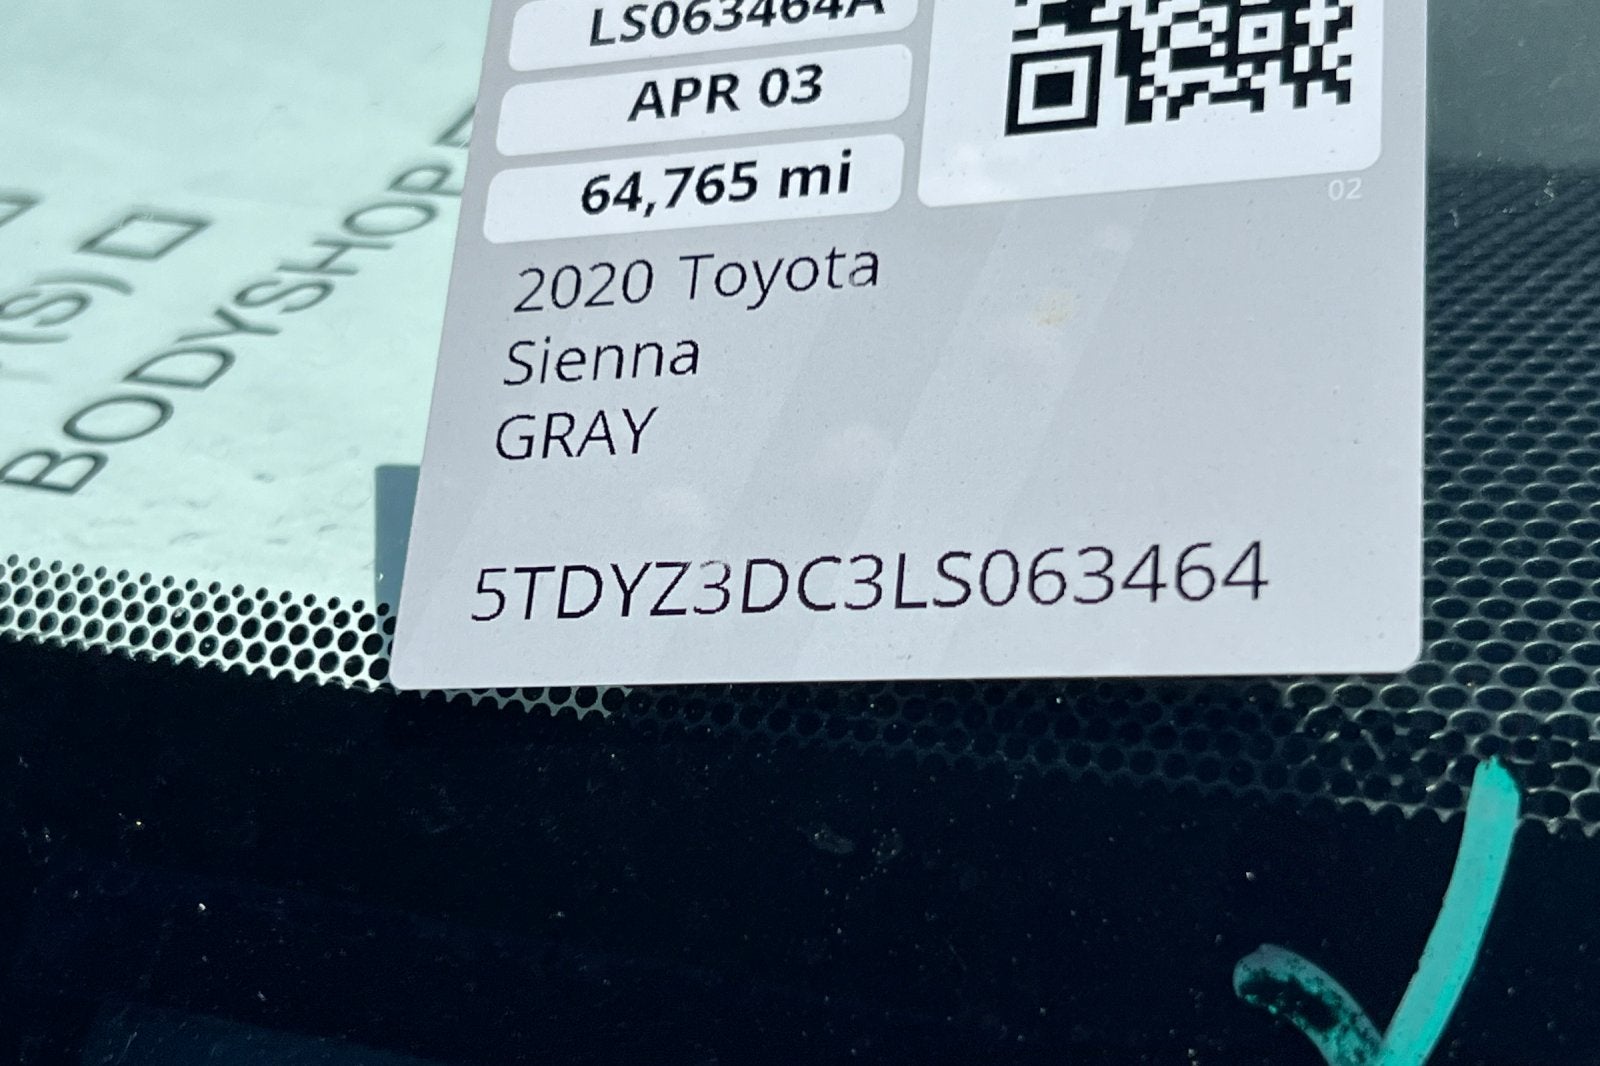 LS063464A
APR 03
64,765 mi
02
2020 Toyota
Sienna
GRAY
5TDYZ3DC3LS063464
(S)
BODYSHOP